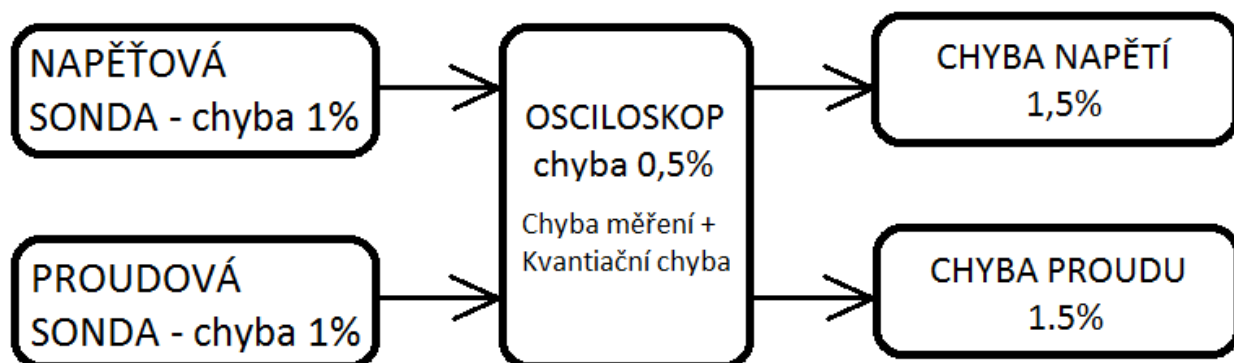 NAPĚŤOVÁ
SONDA - chyba 1%
OSCILOSKOP
chyba 0,5%
Chyba měření +
Kvantiační chyba
CHYBA NAPĚTÍ
1,5%
PROUDOVÁ
SONDA - chyba 1%
CHYBA PROUDU
1.5%